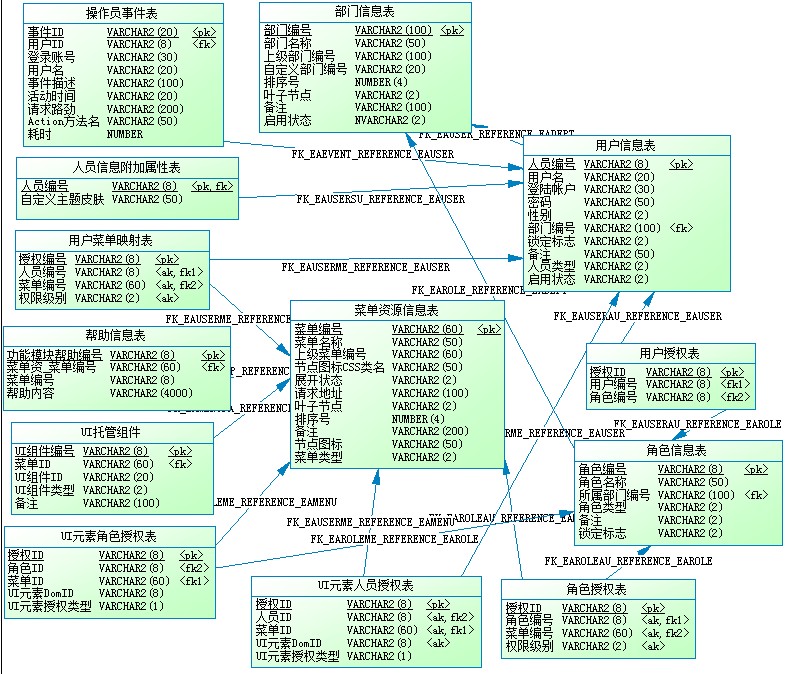 操作员事件表
事件ID VARCHAR2(20) <pk>
用户ID VARCHAR2(8) <fk>
登录账号 VARCHAR2(30)
用户名 VARCHAR2(20)
事件描述 VARCHAR2(100)
活动时间 VARCHAR2(20)
请求路劲 VARCHAR2(200)
Action方法名 VARCHAR2(50)
耗时 NUMBER
部门信息表
部门编号 VARCHAR2(100) <pk>
部门名称 VARCHAR2(50)
上级部门编号 VARCHAR2(100)
自定义部门编号 VARCHAR2(20)
排序号 NUMBER(4)
叶子节点 VARCHAR2(2)
备注 VARCHAR2(100)
启用状态 NVARCHAR2(2)
FK_EAUSER_REFERENCE_EADEPT
FK_EAEVENT_REFERENCE_EAUSER
用户信息表
人员编号 VARCHAR2(8) <pk>
用户名 VARCHAR2(20)
登陆帐户 VARCHAR2(30)
密码 VARCHAR2(50)
性别 VARCHAR2(2)
部门编号 VARCHAR2(100) <fk>
锁定标志 VARCHAR2(2)
备注 VARCHAR2(50)
人员类型 VARCHAR2(2)
启用状态 VARCHAR2(2)
人员信息附加属性表
人员编号 VARCHAR2(8) <pk,fk>
自定义主题皮肤 VARCHAR2(50)
FK_EAUSERSU_REFERENCE_EAUSER
用户菜单映射表
授权编号 VARCHAR2(8) <pk>
人员编号 VARCHAR2(8) <ak,fk1>
菜单编号 VARCHAR2(60) <ak,fk2>
权限级别 VARCHAR2(2) <ak>
FK_EAUSERME_REFERENCE_EAUSER
FK_EAROLE_REFERENCE_EADEPT
FK_EAUSERME_REFERENCE
FK_EAUSERAU_REFERENCE_EAUSER
菜单资源信息表
菜单编号 VARCHAR2(60) <pk>
菜单名称 VARCHAR2(50)
上级菜单编号 VARCHAR2(60)
节点图标CSS类名 VARCHAR2(50)
展开状态 VARCHAR2(2)
请求地址 VARCHAR2(100)
叶子节点 VARCHAR2(2)
排序号 NUMBER(4)
备注 VARCHAR2(200)
节点图标 VARCHAR2(50)
菜单类型 VARCHAR2(2)
帮助信息表
功能模块帮助编号 VARCHAR2(8) <pk>
菜单资_菜单编号 VARCHAR2(60) <fk>
菜单编号 VARCHAR2(8)
帮助内容 VARCHAR2(4000)
P_REFERENC
_REFERENCE
用户授权表
授权ID VARCHAR2(8) <pk>
用户编号 VARCHAR2(8) <fk1>
角色编号 VARCHAR2(8) <fk2>
FK_EAUSERAU_REFERENCE_EAROLE
UI托管组件
UI组件编号 VARCHAR2(8) <pk>
菜单ID VARCHAR2(60) <fk>
UI组件ID VARCHAR2(20)
UI组件类型 VARCHAR2(2)
备注 VARCHAR2(100)
RME_REFERENCE_EAUSER
角色信息表
角色编号 VARCHAR2(8) <pk>
角色名称 VARCHAR2(50)
所属部门编号 VARCHAR2(100) <fk>
角色类型 VARCHAR2(2)
备注 VARCHAR2(2)
锁定标志 VARCHAR2(2)
LEME_REFERENCE_EAMENU
FK_EAUSERME_REFERENCE_EAMENU
ROLEAU_REFERENCE_EA
FK_EAROLEME_REFERENCE_EAROLE
UI元素角色授权表
授权ID VARCHAR2(8) <pk>
角色ID VARCHAR2(8) <fk2>
菜单ID VARCHAR2(60) <fk1>
UI元素DomID VARCHAR2(8)
UI元素授权类型 VARCHAR2(1)
FK_EAROLEAU_REFERENCE_EAROLE
UI元素人员授权表
授权ID VARCHAR2(8) <pk>
人员ID VARCHAR2(8) <ak,fk2>
菜单ID VARCHAR2(60) <ak,fk1>
UI元素DomID VARCHAR2(8) <ak>
UI元素授权类型 VARCHAR2(1)
角色授权表
授权ID VARCHAR2(8) <pk>
角色编号 VARCHAR2(8) <ak,fk1>
菜单编号 VARCHAR2(60) <ak,fk2>
权限级别 VARCHAR2(2) <ak>